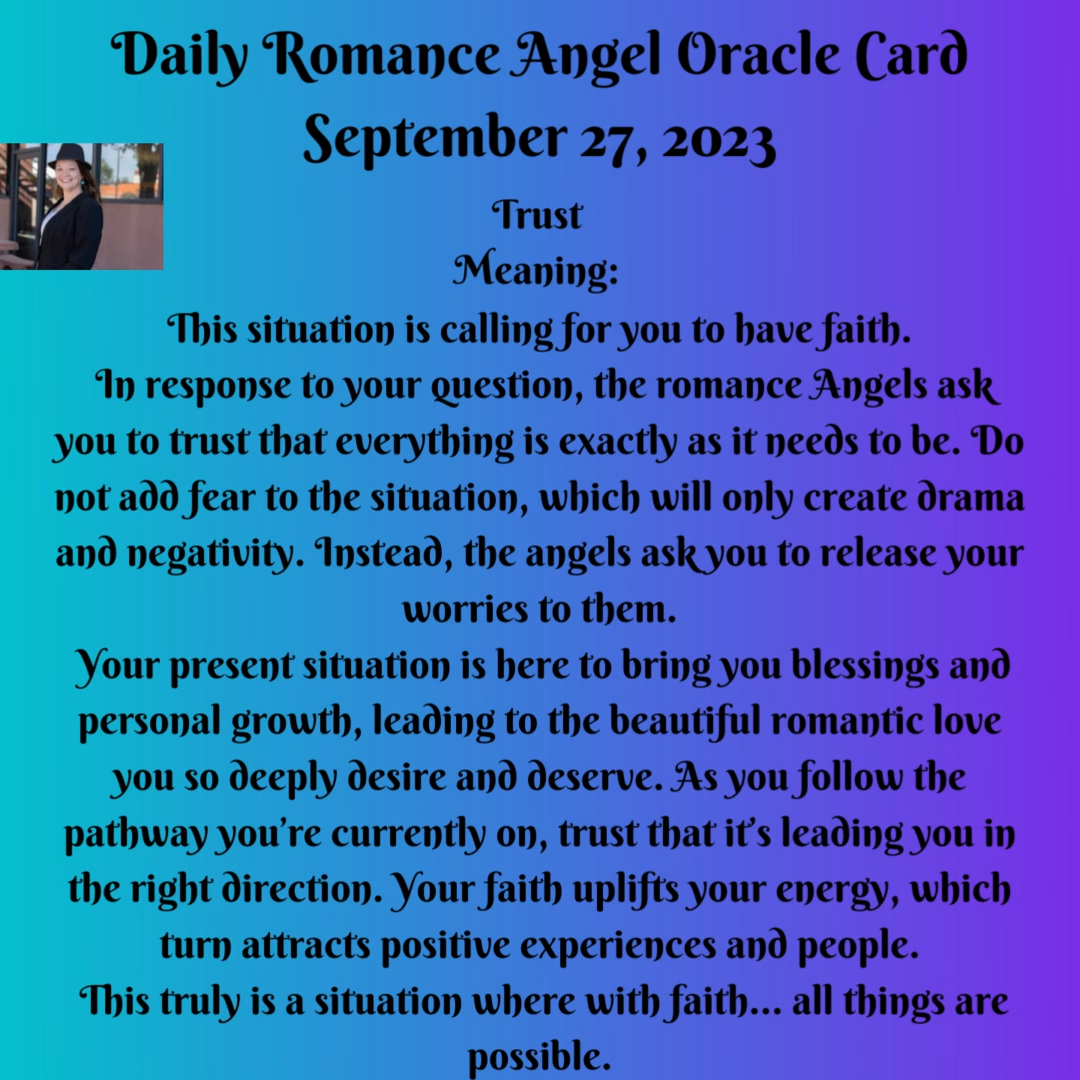 Daily Romance Angel Oracle Card
September 27, 2023
Trust
Meaning:
This situation is calling for you to have faith.
In response to your question, the romance Angels ask
you to trust that everything is exactly as it needs to be. Do
not add fear to the situation, which will only create drama
and negativity. Instead, the angels ask you to release your
worries to them.
Your present situation is here to bring you blessings and
personal growth, leading to the beautiful romantic love
you so deeply desire and deserve. As you follow the
pathway you're currently on, trust that it's leading you in
the right direction. Your faith uplifts your energy, which
turn attracts positive experiences and people.
This truly is a situation where with faith... all things are
possible.